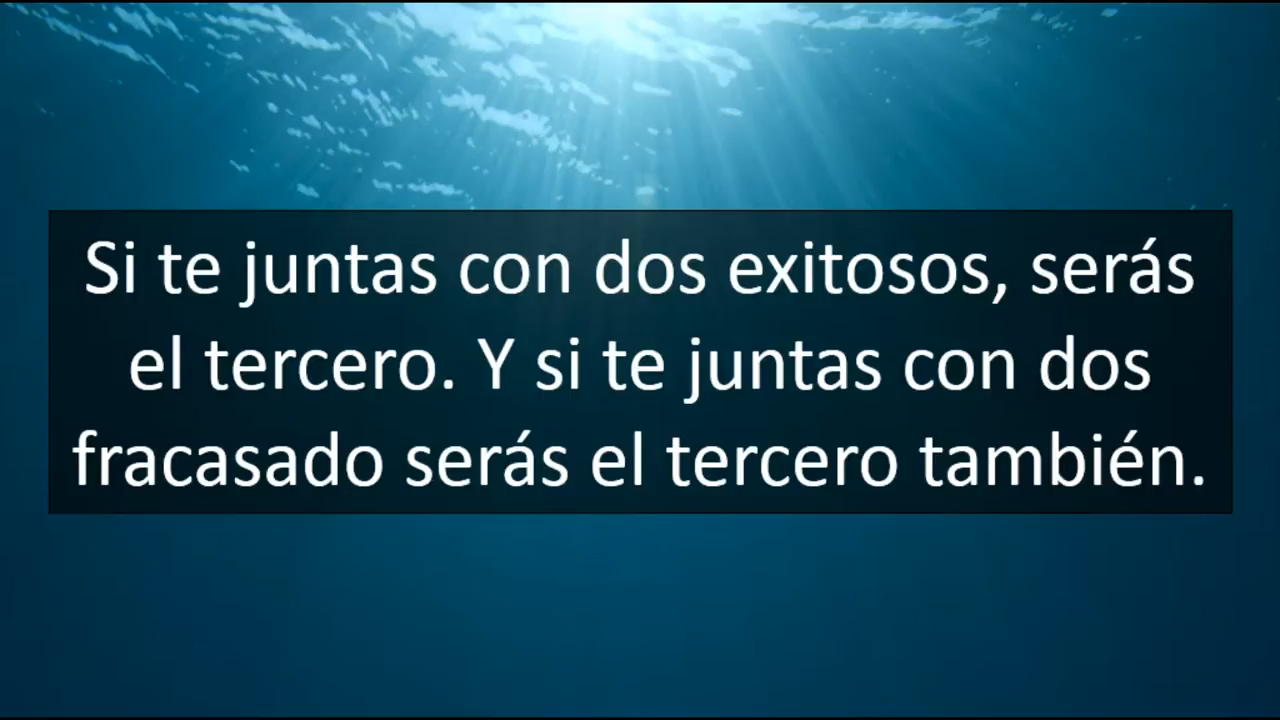 Si te juntas con dos exitosos, serás
el tercero. Y si te juntas con dos
fracasado serás el tercero también.